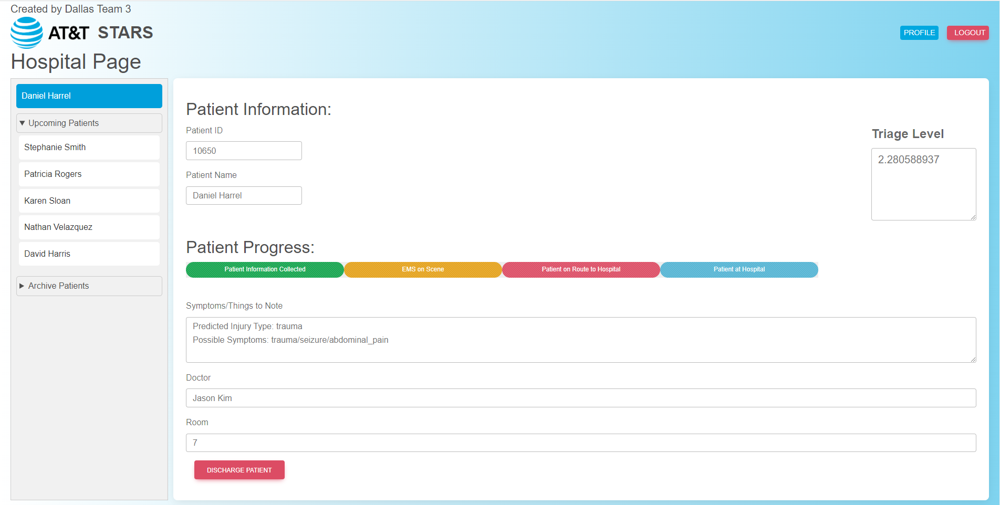 Created by Dallas Team 3
AT&T STARS
PROFILE
LOGOUT
Hospital Page
Daniel Harrel
Upcoming Patients
Stephanie Smith
Patricia Rogers
Karen Sloan
Nathan Velazquez
David Harris
Archive Patients
Patient Information:
Patient ID
10650
Patient Name
Daniel Harrel
Triage Level
2.280588937
Patient Progress:
Patient Information Collected
EMS on Scene
Patient on Route to Hospital
Patient at Hospital
Symptoms/Things to Note
Predicted Injury Type: trauma
Possible Symptoms: trauma/seizure/abdominal_pain
Doctor
Jason Kim
Room
7
DISCHARGE PATIENT